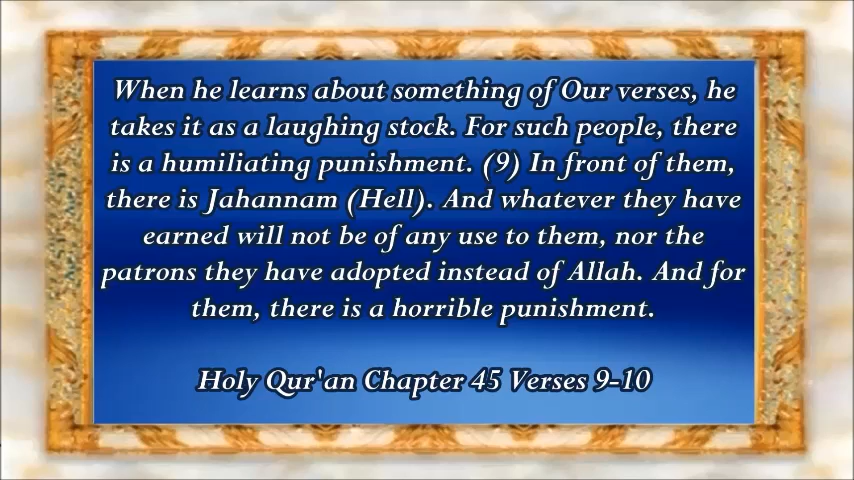 When he learns about something of Our verses, he
takes it as a laughing stock. For such people, there
is a humiliating punishment. (9) In front of them,
there is Jahannam (Hell). And whatever they have
earned will not be of any use to them, nor the
patrons they have adopted instead of Allah. And for
them, there is a horrible punishment.
Holy Qur'an Chapter 45 Verses 9-10